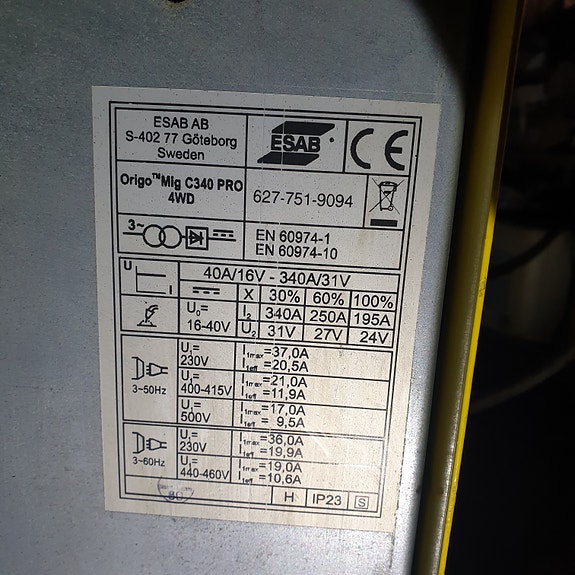 ESAB AB
S-402 77 Göteborg
Sweden
ESAB
CE
Origo™Mig C340 PRO
4WD
627-751-9094
3~
EN 60974-1
EN 60974-10
U
I
40A/16V - 340A/31V
X 30% 60% 100%
U₀=
16-40V
I₂ 340A 250A 195A
U₂ 31V 27V 24V
3~50Hz
U₁=
230V
I1max=37,0A
I1eff=20,5A
U₁=
400-415V
I1max=21,0A
I1eff=11,9A
U₁=
500V
I1max=17,0A
I1eff= 9,5A
3~60Hz
U₁=
230V
I1max=36,0A
I1eff=19,9A
U₁=
440-460V
I1max=19,0A
I1eff=10,6A
H IP23 S